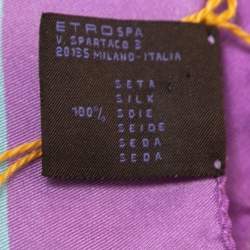 ETRO SPA
V. SPARTACO 3
20135 MILANO-ITALIA
SETA
SILK
100% SOIE
SEIDE
SEDA
SEDA